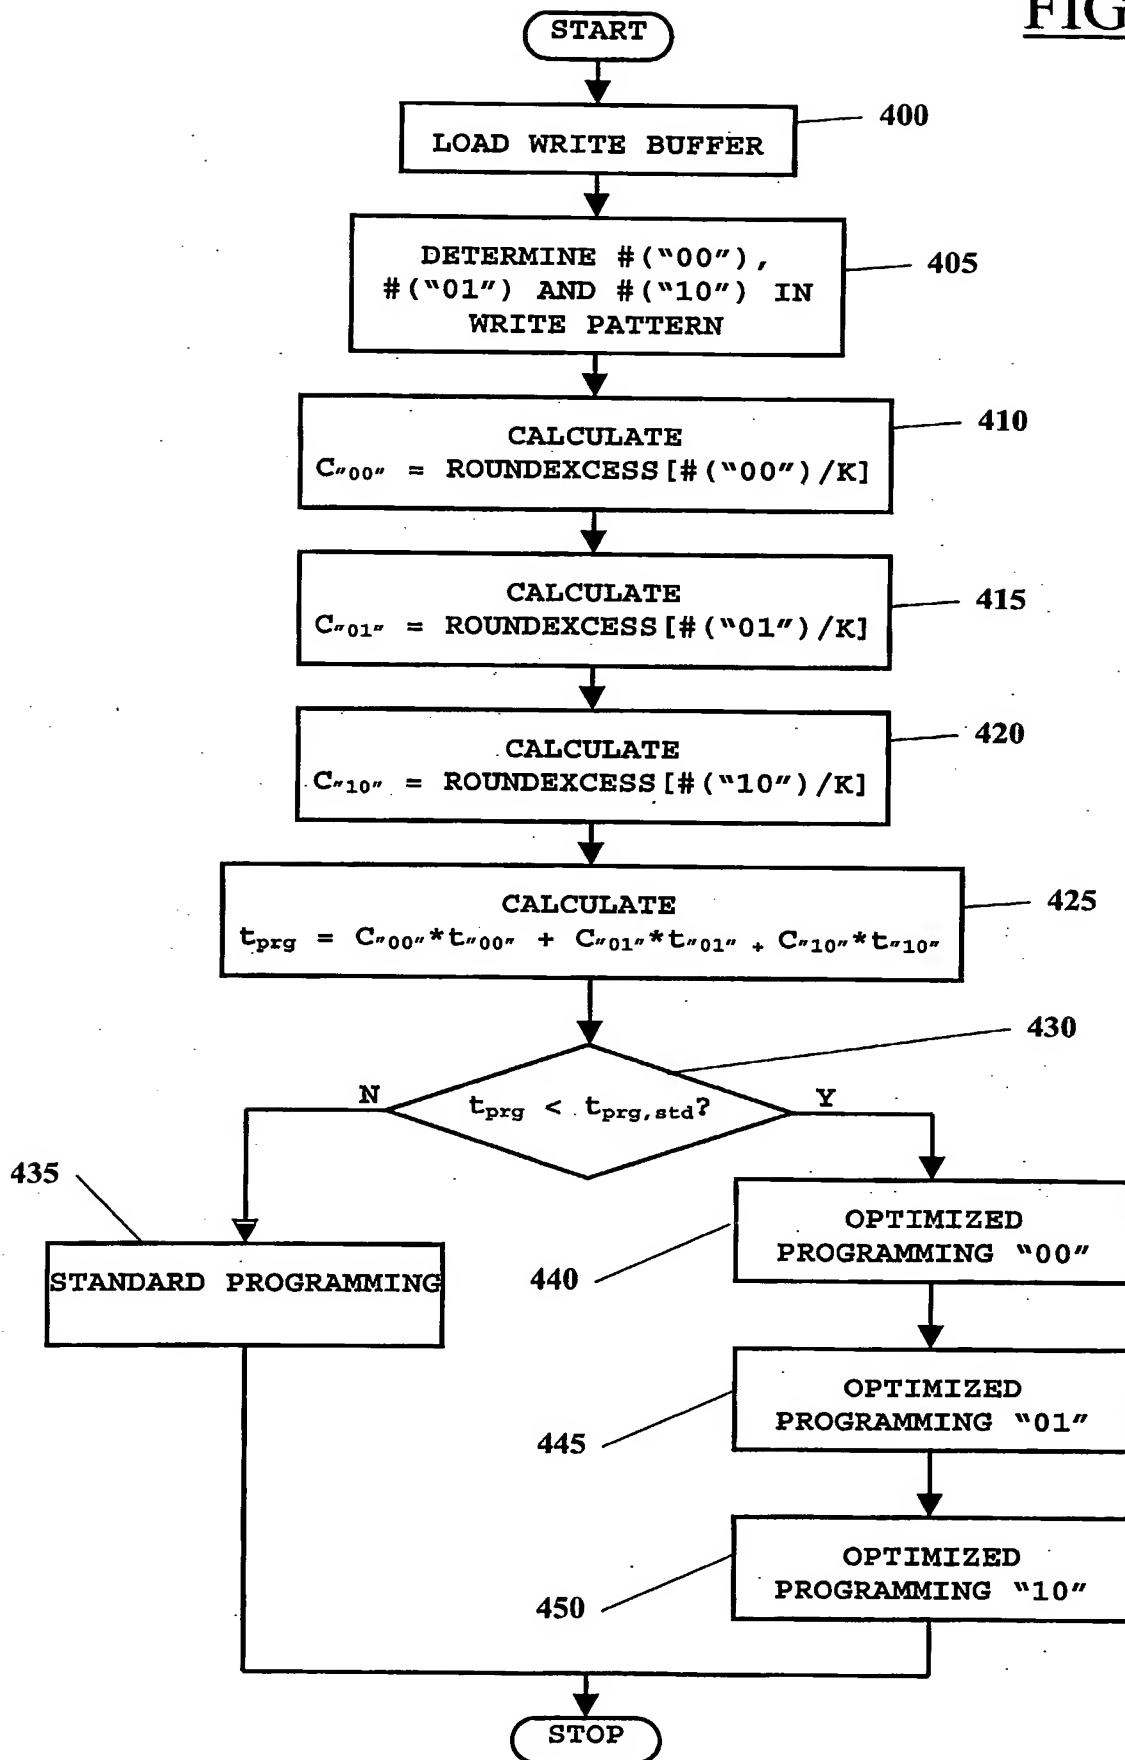 FIG
START
400
LOAD WRITE BUFFER
405
DETERMINE #("00"),
#("01") AND #("10") IN
WRITE PATTERN
410
CALCULATE
C"00" = ROUNDEXCESS[#("00")/K]
415
CALCULATE
C"01" = ROUNDEXCESS[#("01")/K]
420
CALCULATE
C"10" = ROUNDEXCESS[#("10")/K]
425
CALCULATE
tprg = C"00"*t"00" + C"01"*t"01" + C"10"*t"10"
430
N
tprg < tprg,std?
Y
435
STANDARD PROGRAMMING
OPTIMIZED
PROGRAMMING "00"
440
OPTIMIZED
PROGRAMMING "01"
445
OPTIMIZED
PROGRAMMING "10"
450
STOP